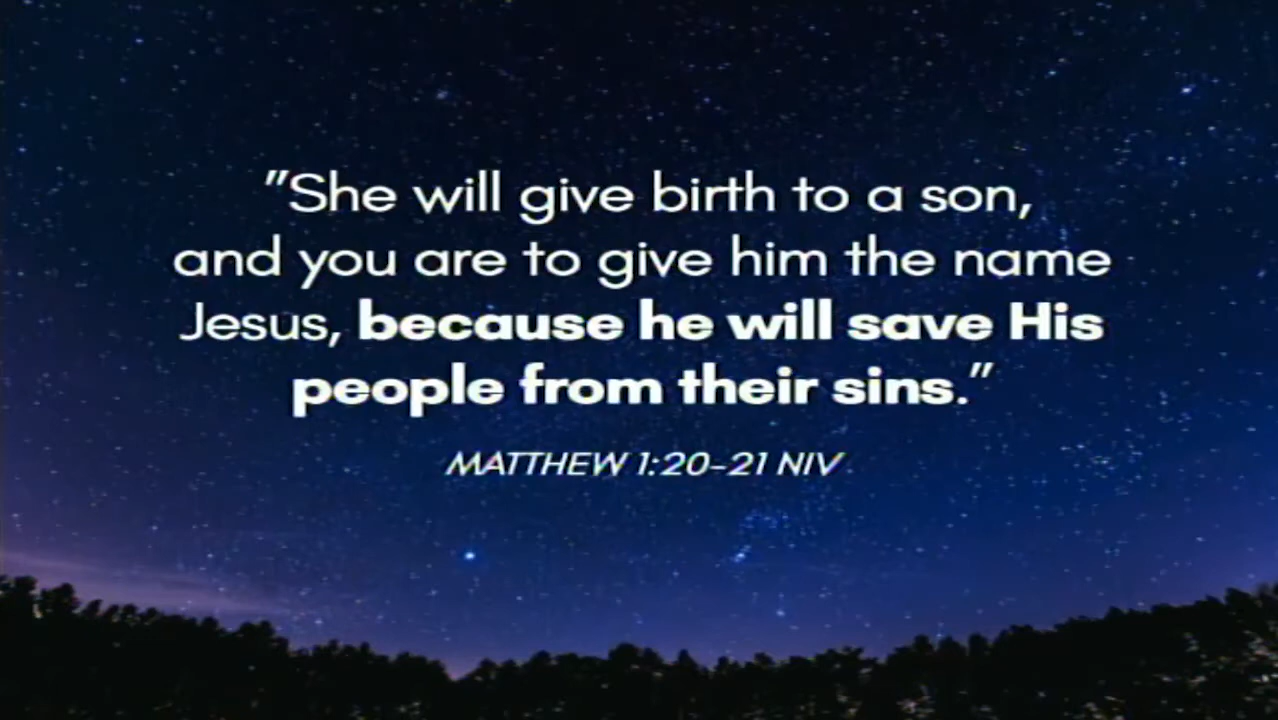 "She will give birth to a son,
and you are to give him the name
Jesus, because he will save His
people from their sins."
MATTHEW 1:20-21 NIV